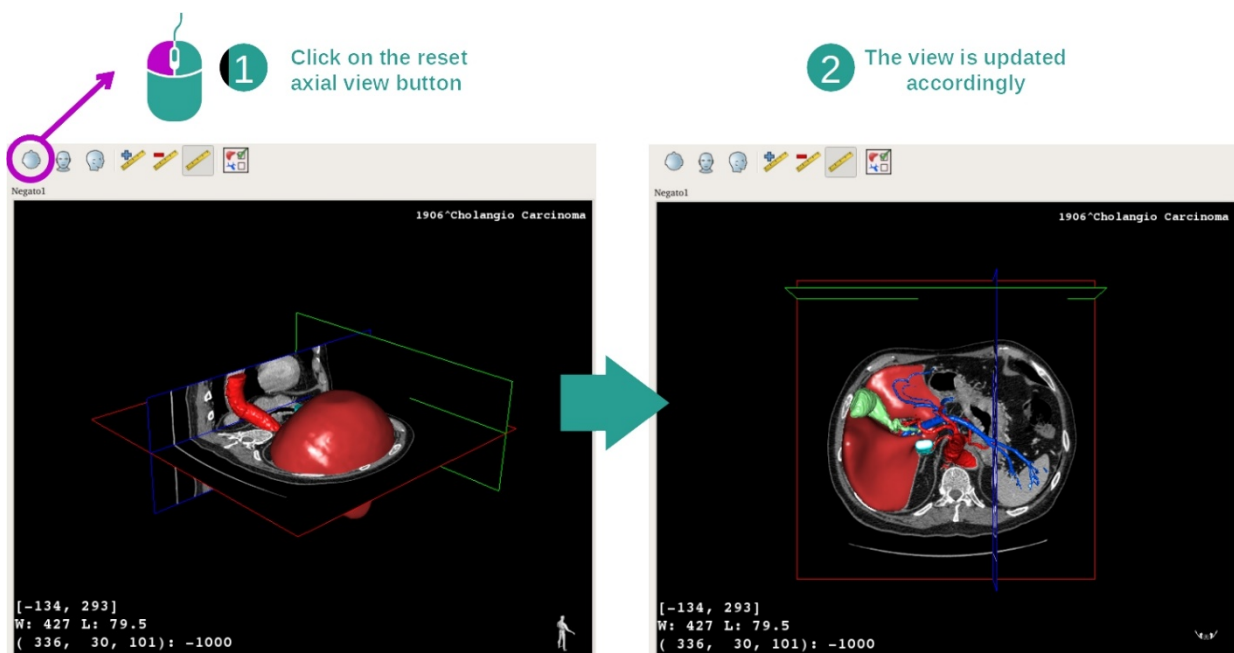 1
Click on the reset
axial view button
2
The view is updated
accordingly
Negato1
1906^Cholangio Carcinoma
[-134, 293]
W: 427 L: 79.5
( 336, 30, 101): -1000
Negato1
1906^Cholangio Carcinoma
[-134, 293]
W: 427 L: 79.5
( 336, 30, 101): -1000